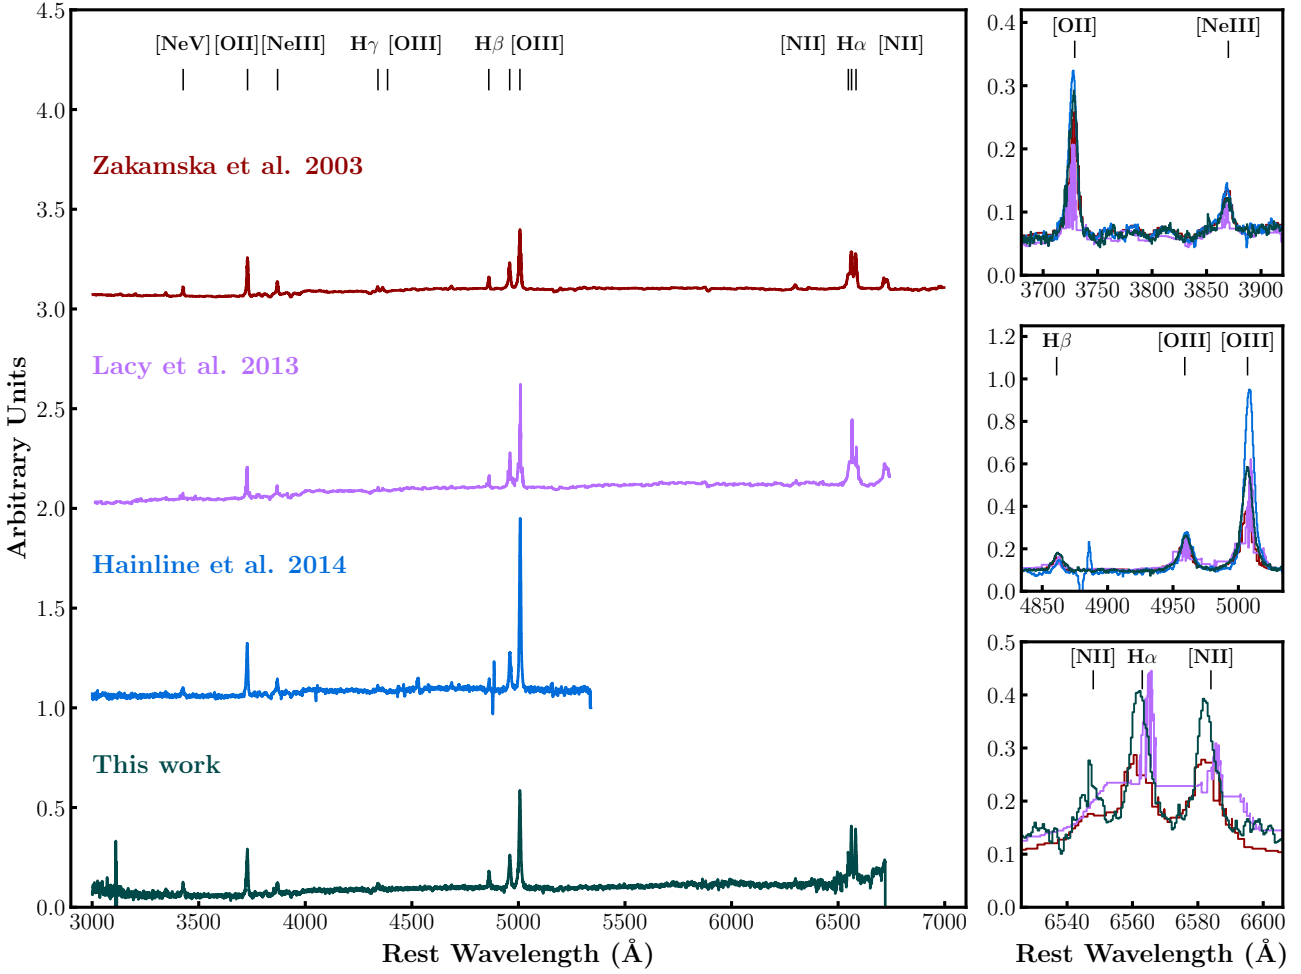 [NeV] [OII] [NeIII] Hγ [OIII] Hβ [OIII] [NII] Hα [NII]
Zakamska et al. 2003
Lacy et al. 2013
Hainline et al. 2014
This work
Arbitrary Units
4.5
4.0
3.5
3.0
2.5
2.0
1.5
1.0
0.5
0.0
3000 3500 4000 4500 5000 5500 6000 6500 7000
Rest Wavelength (Å)
[OII] [NeIII]
0.4
0.3
0.2
0.1
0.0
3700 3750 3800 3850 3900
Hβ [OIII] [OIII]
1.2
1.0
0.8
0.6
0.4
0.2
0.0
4850 4900 4950 5000
[NII] Hα [NII]
0.5
0.4
0.3
0.2
0.1
0.0
6540 6560 6580 6600
Rest Wavelength (Å)